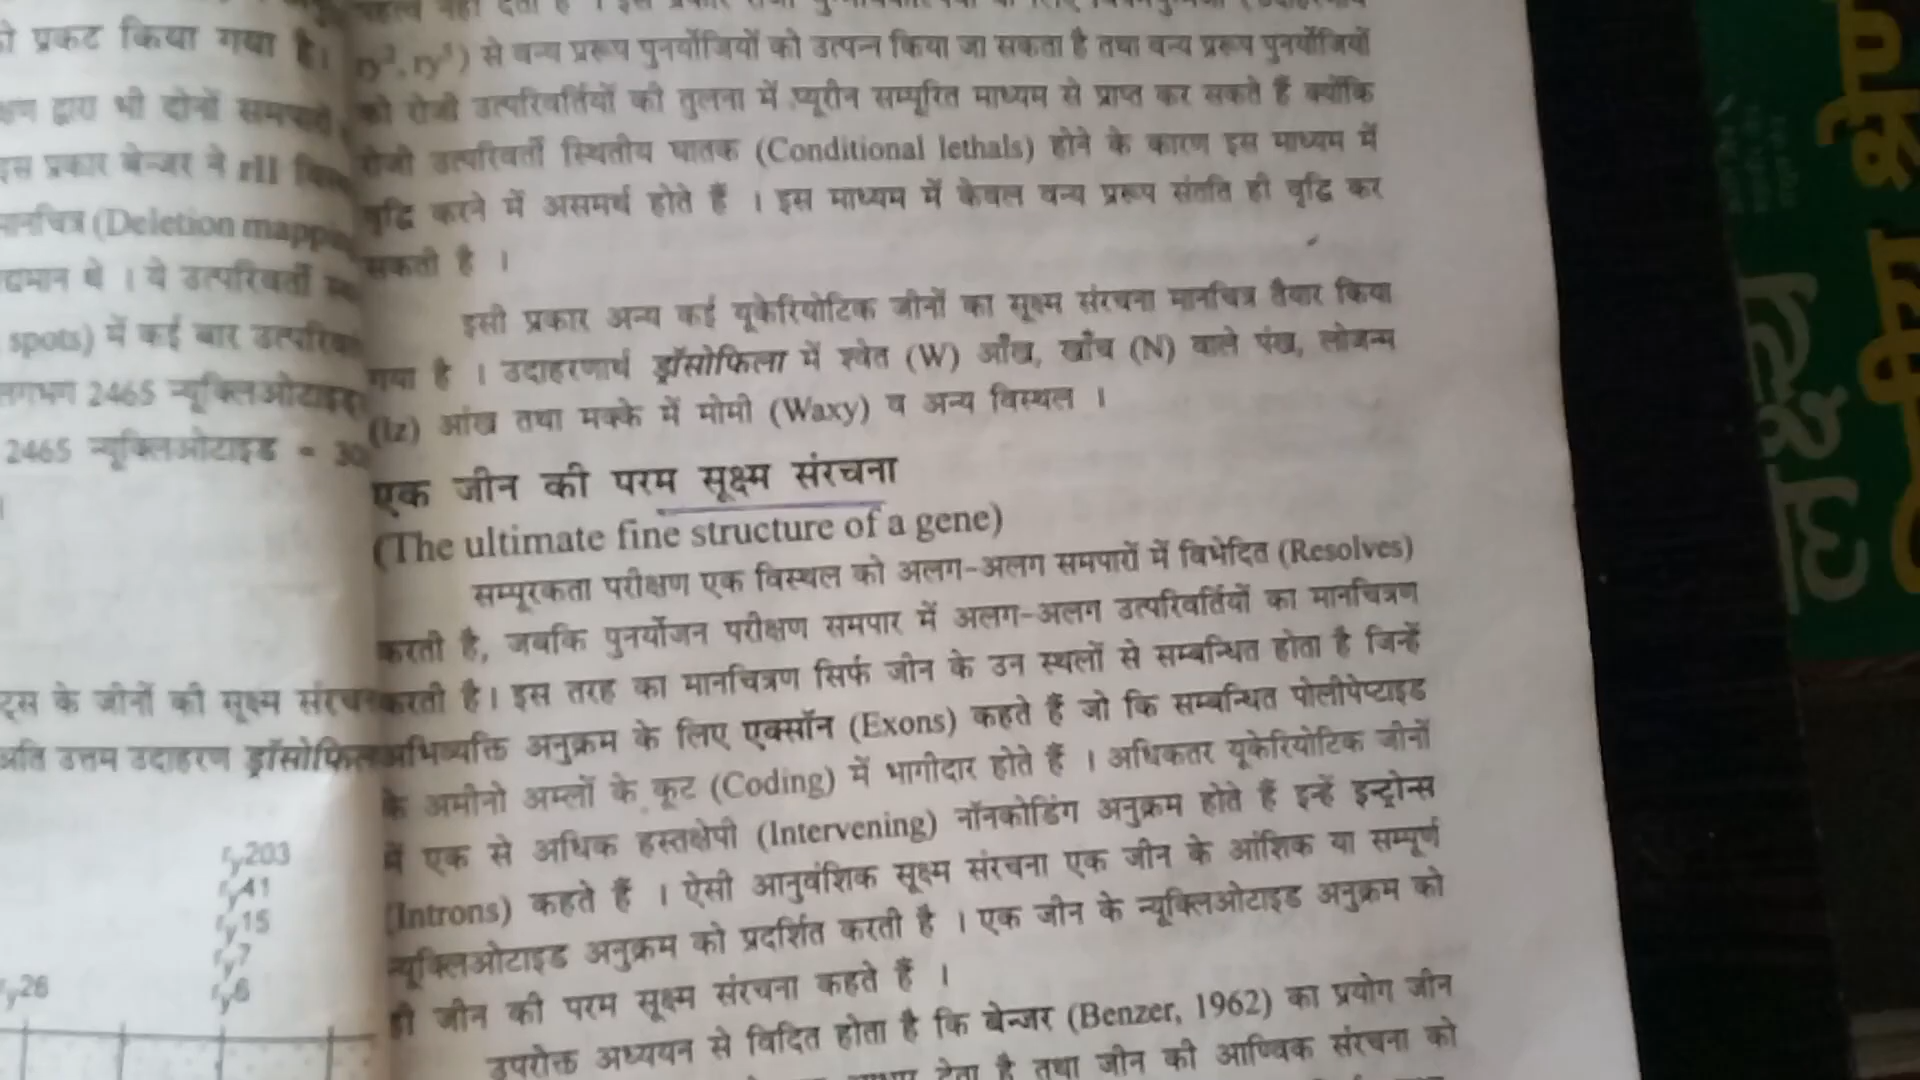 ो प्रकट किया गया है।
क्षण द्वारा भी दोनों समपारों
इस प्रकार बेन्जर ने rII
मानचित्र (Deletion mapp
द्यमान थे । ये उत्परिवर्ती
spots) में कई बार उत्परिव
लगभग 2465 न्यूक्लिओटाइड
2465 न्यूक्लिओटाइड = 30
ट्स के जीनों की सूक्ष्म संरच
अति उत्तम उदाहरण ड्रॉसोफिल
ry203
ry41
ry15
ry7
ry6
ry26
से वन्य प्ररूप पुनर्योजियों को उत्पन्न किया जा सकता है तथा वन्य प्ररूप पुनर्योजियों
को रोजी उत्परिवर्तियों की तुलना में प्यूरीन सम्पूरित माध्यम से प्राप्त कर सकते हैं क्योंकि
रोजी उत्परिवर्ती स्थितीय घातक (Conditional lethals) होने के कारण इस माध्यम में
वृद्धि करने में असमर्थ होते हैं । इस माध्यम में केवल वन्य प्ररूप संतति ही वृद्धि कर
सकती है ।
इसी प्रकार अन्य कई यूकेरियोटिक जीनों का सूक्ष्म संरचना मानचित्र तैयार किया
गया है । उदाहरणार्थ ड्रॉसोफिला में श्वेत (W) आँख, खाँच (N) वाले पंख, लोजन्म
(lz) आंख तथा मक्के में मोमी (Waxy) व अन्य विस्थल ।
एक जीन की परम सूक्ष्म संरचना
(The ultimate fine structure of a gene)
सम्पूरकता परीक्षण एक विस्थल को अलग-अलग समपारों में विभेदित (Resolves)
करती है, जबकि पुनर्योजन परीक्षण समपार में अलग-अलग उत्परिवर्तियों का मानचित्रण
करती है। इस तरह का मानचित्रण सिर्फ जीन के उन स्थलों से सम्बन्धित होता है जिन्हें
अभिव्यक्ति अनुक्रम के लिए एक्सॉन (Exons) कहते हैं जो कि सम्बन्धित पोलीपेप्टाइड
के अमीनो अम्लों के कूट (Coding) में भागीदार होते हैं । अधिकतर यूकेरियोटिक जीनों
में एक से अधिक हस्तक्षेपी (Intervening) नॉनकोडिंग अनुक्रम होते हैं इन्हें इन्ट्रोन्स
(Introns) कहते हैं । ऐसी आनुवंशिक सूक्ष्म संरचना एक जीन के आंशिक या सम्पूर्ण
न्यूक्लिओटाइड अनुक्रम को प्रदर्शित करती है । एक जीन के न्यूक्लिओटाइड अनुक्रम को
ही जीन की परम सूक्ष्म संरचना कहते हैं ।
उपरोक्त अध्ययन से विदित होता है कि बेन्जर (Benzer, 1962) का प्रयोग जीन
देता है तथा जीन की आण्विक संरचना को